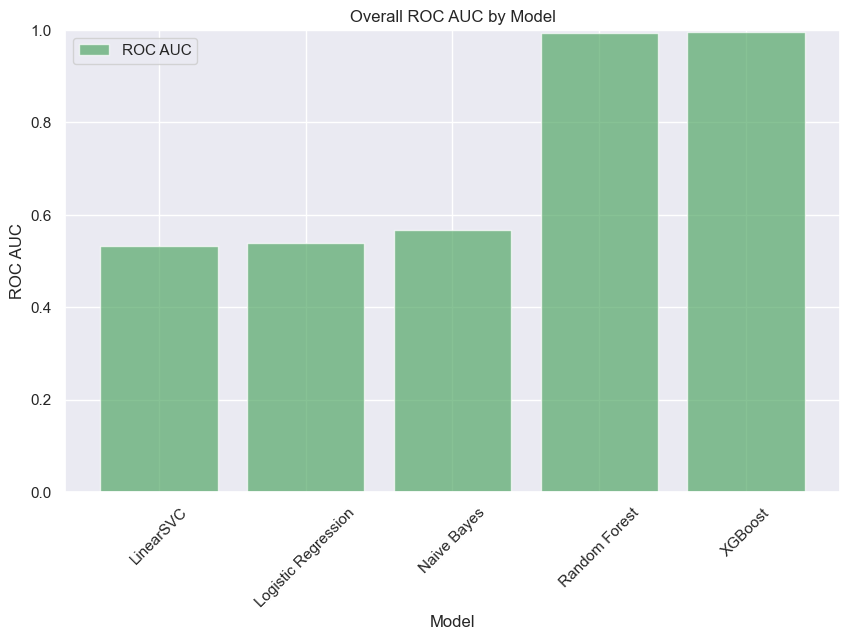 Overall ROC AUC by Model
ROC AUC
1.0
0.8
0.6
0.4
0.2
0.0
ROC AUC
LinearSVC
Logistic Regression
Naive Bayes
Random Forest
XGBoost
Model